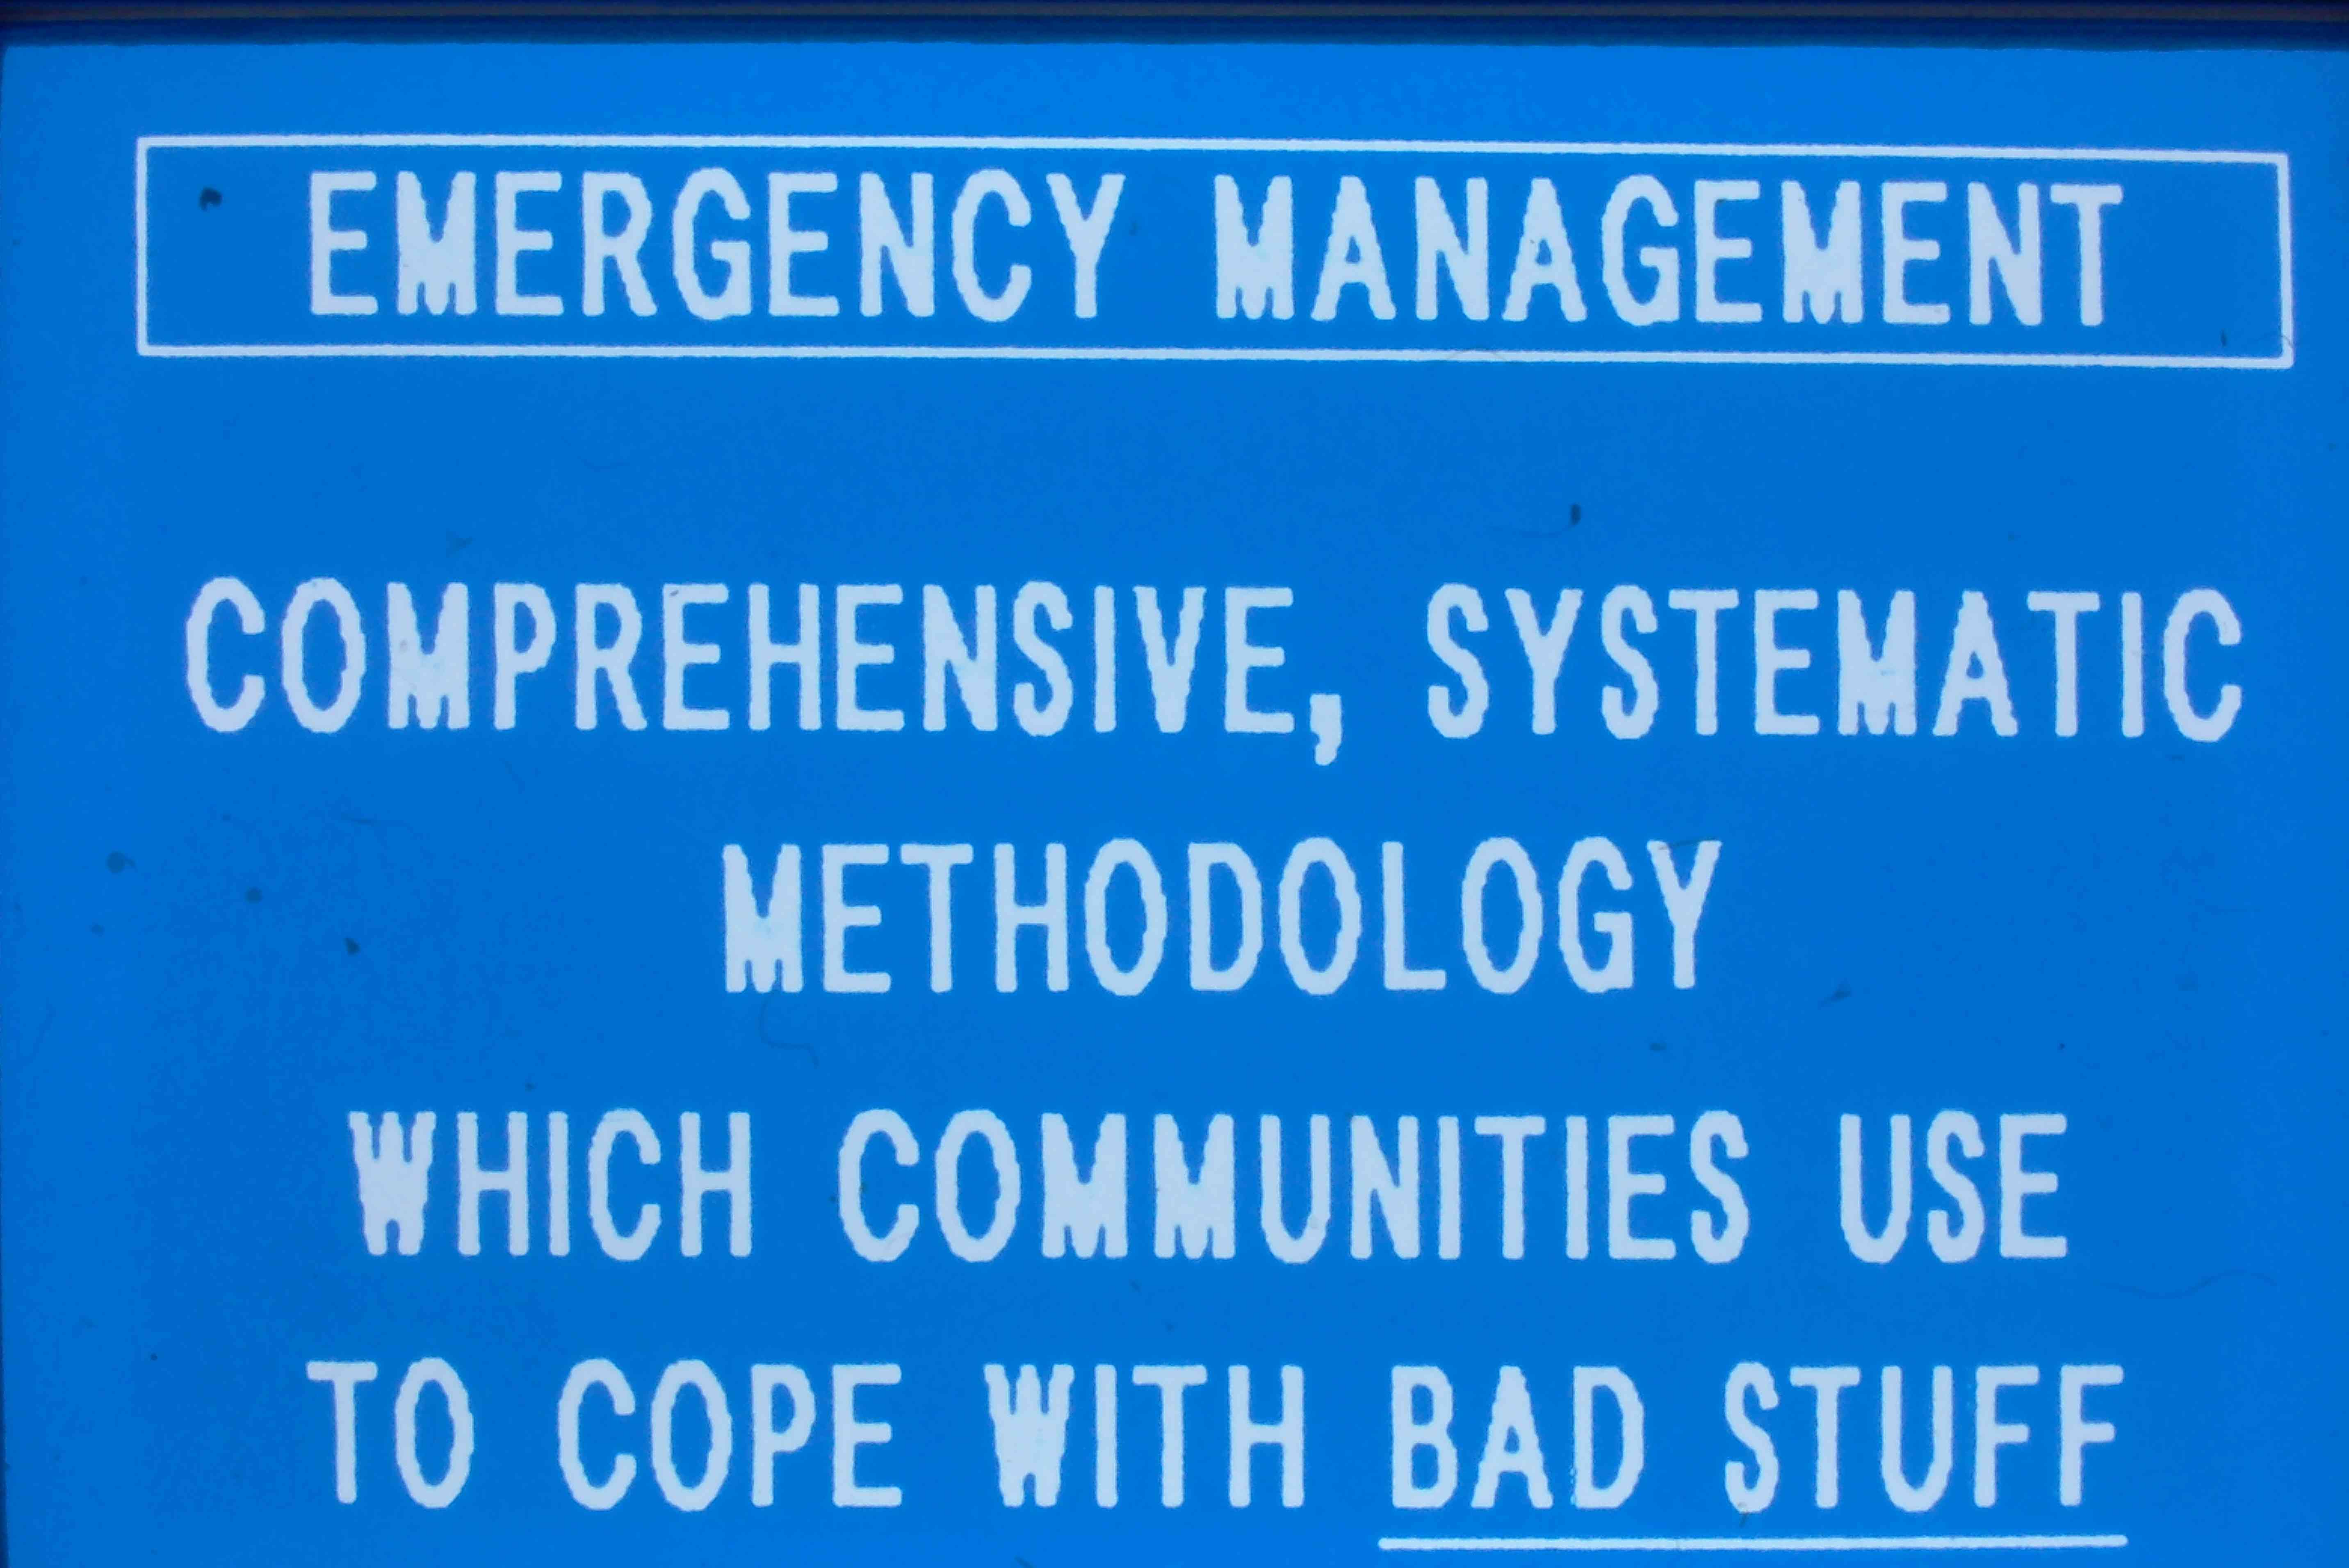 EMERGENCY MANAGEMENT
COMPREHENSIVE, SYSTEMATIC
METHODOLOGY
WHICH COMMUNITIES USE
TO COPE WITH BAD STUFF